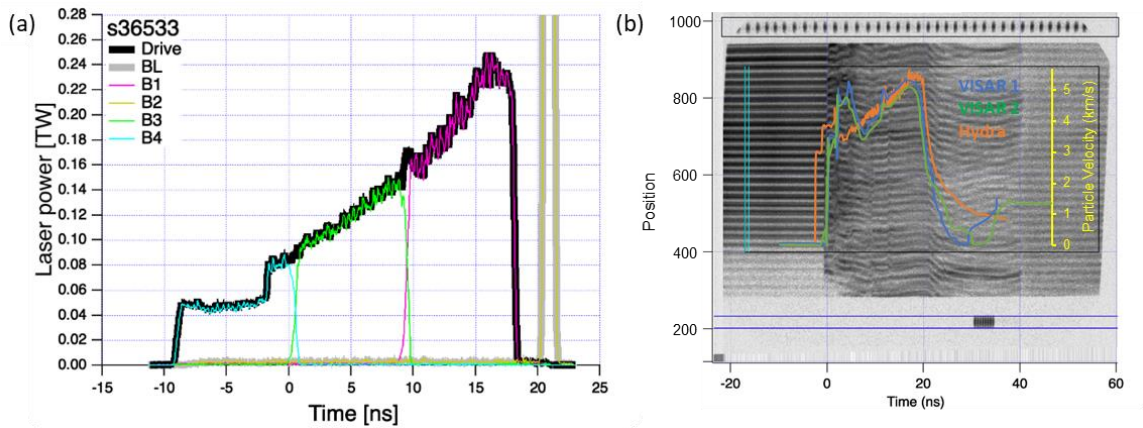 (a)
s36533
Drive
BL
B1
B2
B3
B4
Laser power [TW]
0.28
0.26
0.24
0.22
0.20
0.18
0.16
0.14
0.12
0.10
0.08
0.06
0.04
0.02
0.00
-15
-10
-5
0
5
10
15
20
25
Time [ns]
(b)
Position
1000
800
600
400
200
VISAR 1
VISAR 2
Hydra
5
4
3
2
1
0
Particle Velocity (km/s)
-20
0
20
40
60
Time (ns)